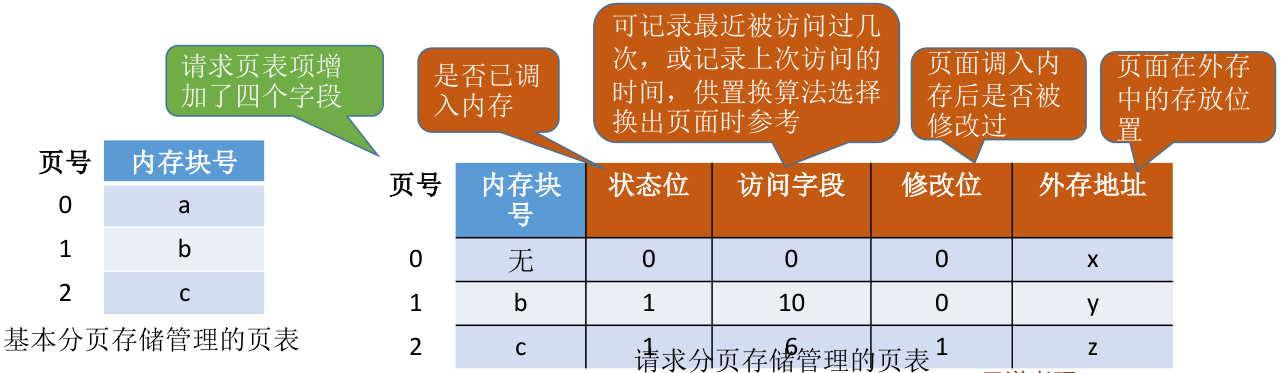 请求页表项增
加了四个字段
是否已调
入内存
可记录最近被访问过几
次，或记录上次访问的
时间，供置换算法选择
换出页面时参考
页面调入内
存后是否被
修改过
页面在外存
中的存放位
置
页号 内存块号
0 a
1 b
2 c
基本分页存储管理的页表
页号 内存块
号 状态位 访问字段 修改位 外存地址
0 无 0 0 0 x
1 b 1 10 0 y
2 c 1 6 1 z
请求分页存储管理的页表